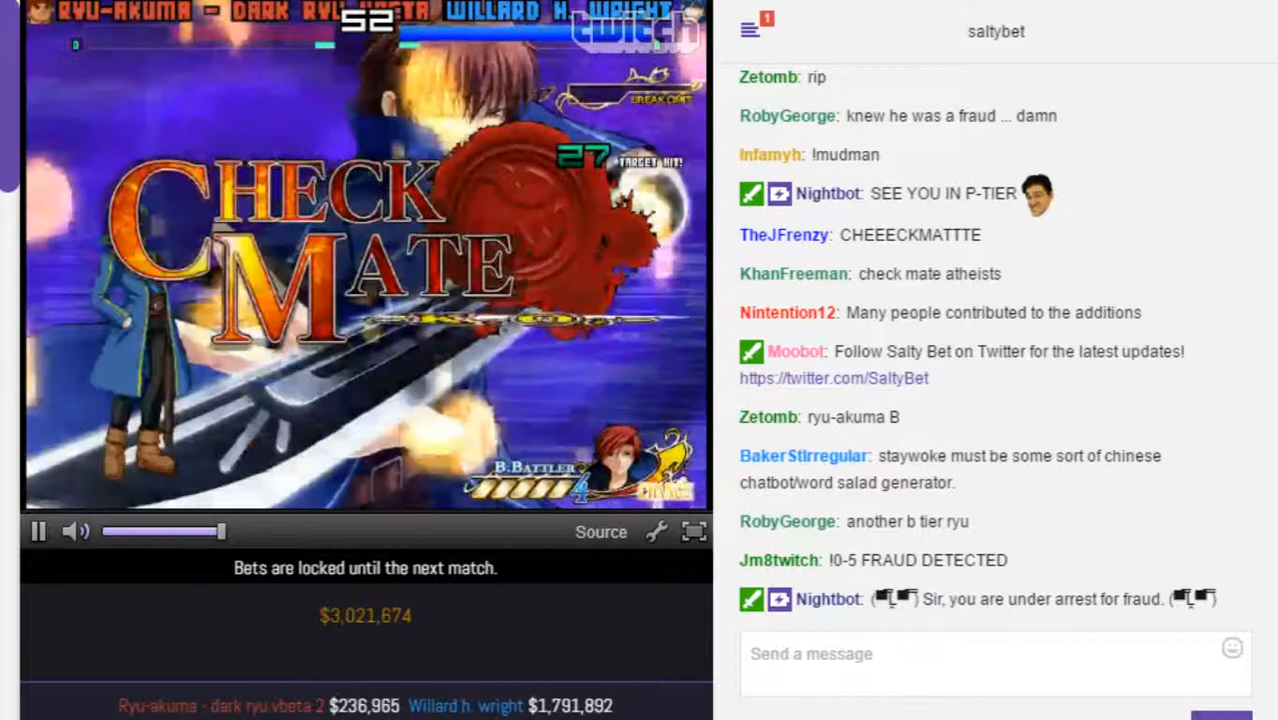 RYU-AKUMA - DARK RYU VBETA 52 WILLARD H. WRIGHT
twitch
BREAK LIMIT
27 TARGET HIT!
CHECK
MATE
B.BATTLER
4
Source
Bets are locked until the next match.
$3,021,674
Ryu-akuma - dark ryu vbeta 2 $236,965 Willard h. wright $1,791,892
1
saltybet
Zetomb: rip
RobyGeorge: knew he was a fraud ... damn
Infamyh: !mudman
Nightbot: SEE YOU IN P-TIER
TheJFrenzy: CHEEECKMATTTE
KhanFreeman: check mate atheists
Nintention12: Many people contributed to the additions
Moobot: Follow Salty Bet on Twitter for the latest updates!
https://twitter.com/SaltyBet
Zetomb: ryu-akuma B
BakerStIrregular: staywoke must be some sort of chinese
chatbot/word salad generator.
RobyGeorge: another b tier ryu
Jm8twitch: !0-5 FRAUD DETECTED
Nightbot: Sir, you are under arrest for fraud.
Send a message